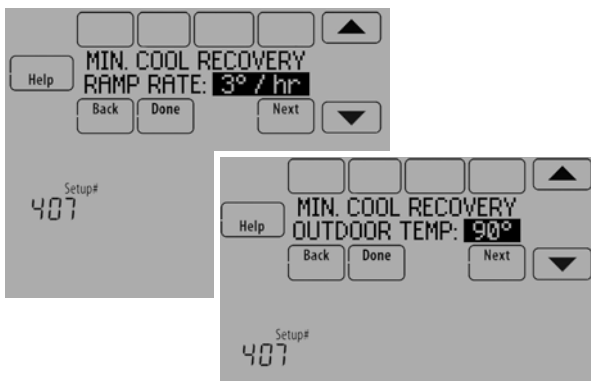 MIN. COOL RECOVERY
Help
RAMP RATE: 3° / hr
Back Done Next
Setup#
407
MIN. COOL RECOVERY
Help
OUTDOOR TEMP: 90°
Back Done Next
Setup#
407